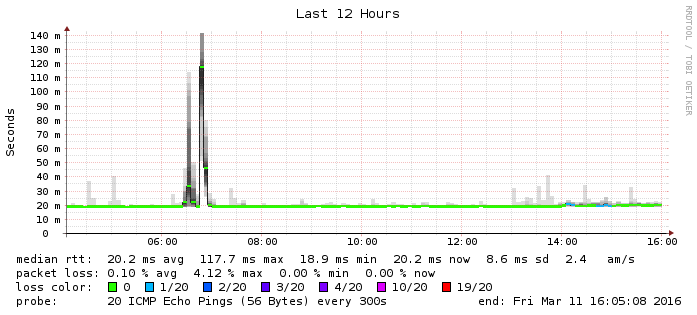 Last 12 Hours
RRDTOOL / TOBI OETIKER
Seconds
140 m
130 m
120 m
110 m
100 m
90 m
80 m
70 m
60 m
50 m
40 m
30 m
20 m
10 m
0
06:00 08:00 10:00 12:00 14:00 16:00
median rtt: 20.2 ms avg 117.7 ms max 18.9 ms min 20.2 ms now 8.6 ms sd 2.4 am/s
packet loss: 0.10 % avg 4.12 % max 0.00 % min 0.00 % now
loss color: 0 1/20 2/20 3/20 4/20 10/20 19/20
probe: 20 ICMP Echo Pings (56 Bytes) every 300s end: Fri Mar 11 16:05:08 2016